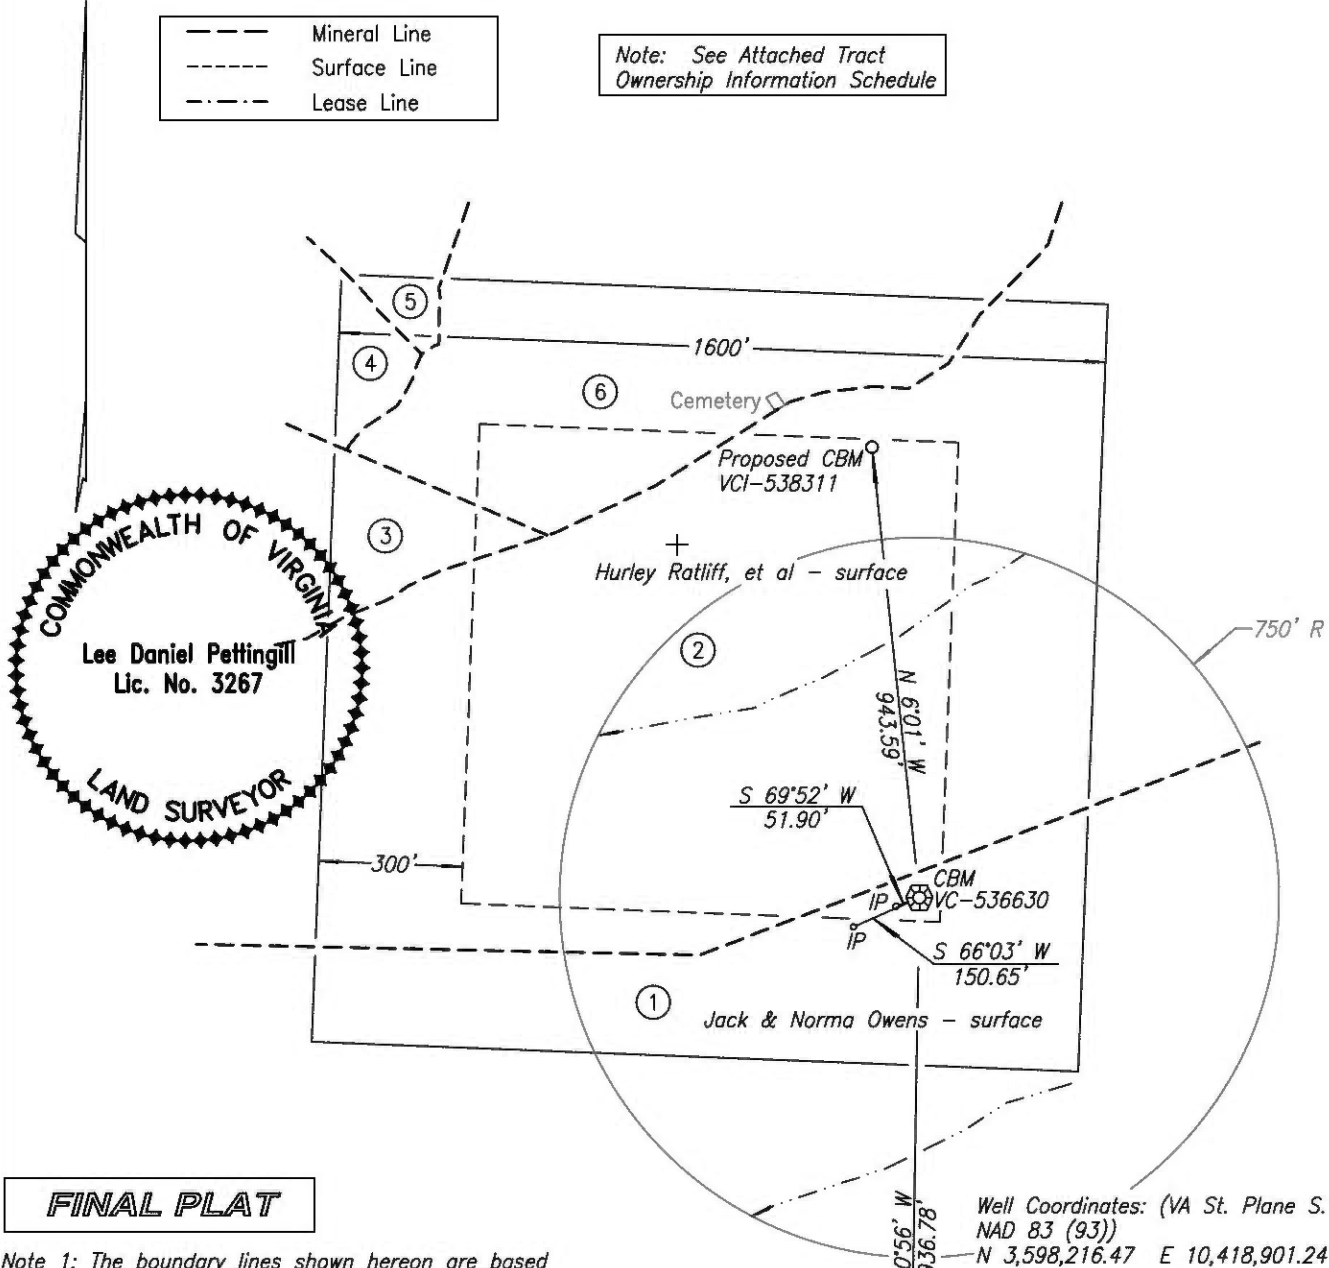 Mineral Line
Surface Line
Lease Line
Note: See Attached Tract
Ownership Information Schedule
5
1600'
4
6
Cemetery
Proposed CBM
VCI-538311
3
COMMONWEALTH OF VIRGINIA
Lee Daniel Pettingill
Lic. No. 3267
LAND SURVEYOR
Hurley Ratliff, et al - surface
750' R
2
N 6°01' W
943.59'
S 69°52' W
51.90'
300'
CBM
VC-536630
IP
IP
S 66°03' W
150.65'
1
Jack & Norma Owens - surface
FINAL PLAT
0°56' W
936.78'
Well Coordinates: (VA St. Plane S.
NAD 83 (93))
N 3,598,216.47 E 10,418,901.24
Note 1: The boundary lines shown hereon are based